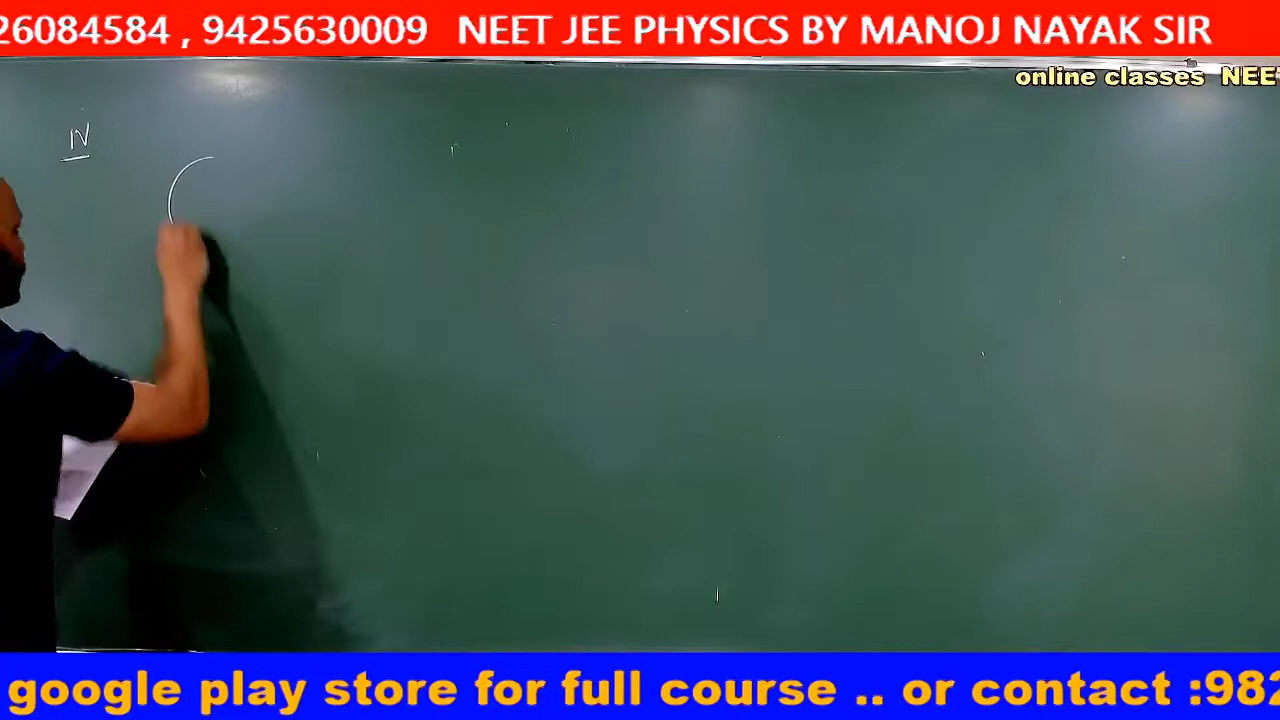 26084584 , 9425630009 NEET JEE PHYSICS BY MANOJ NAYAK SIR
online classes NEE
IV
google play store for full course .. or contact :982